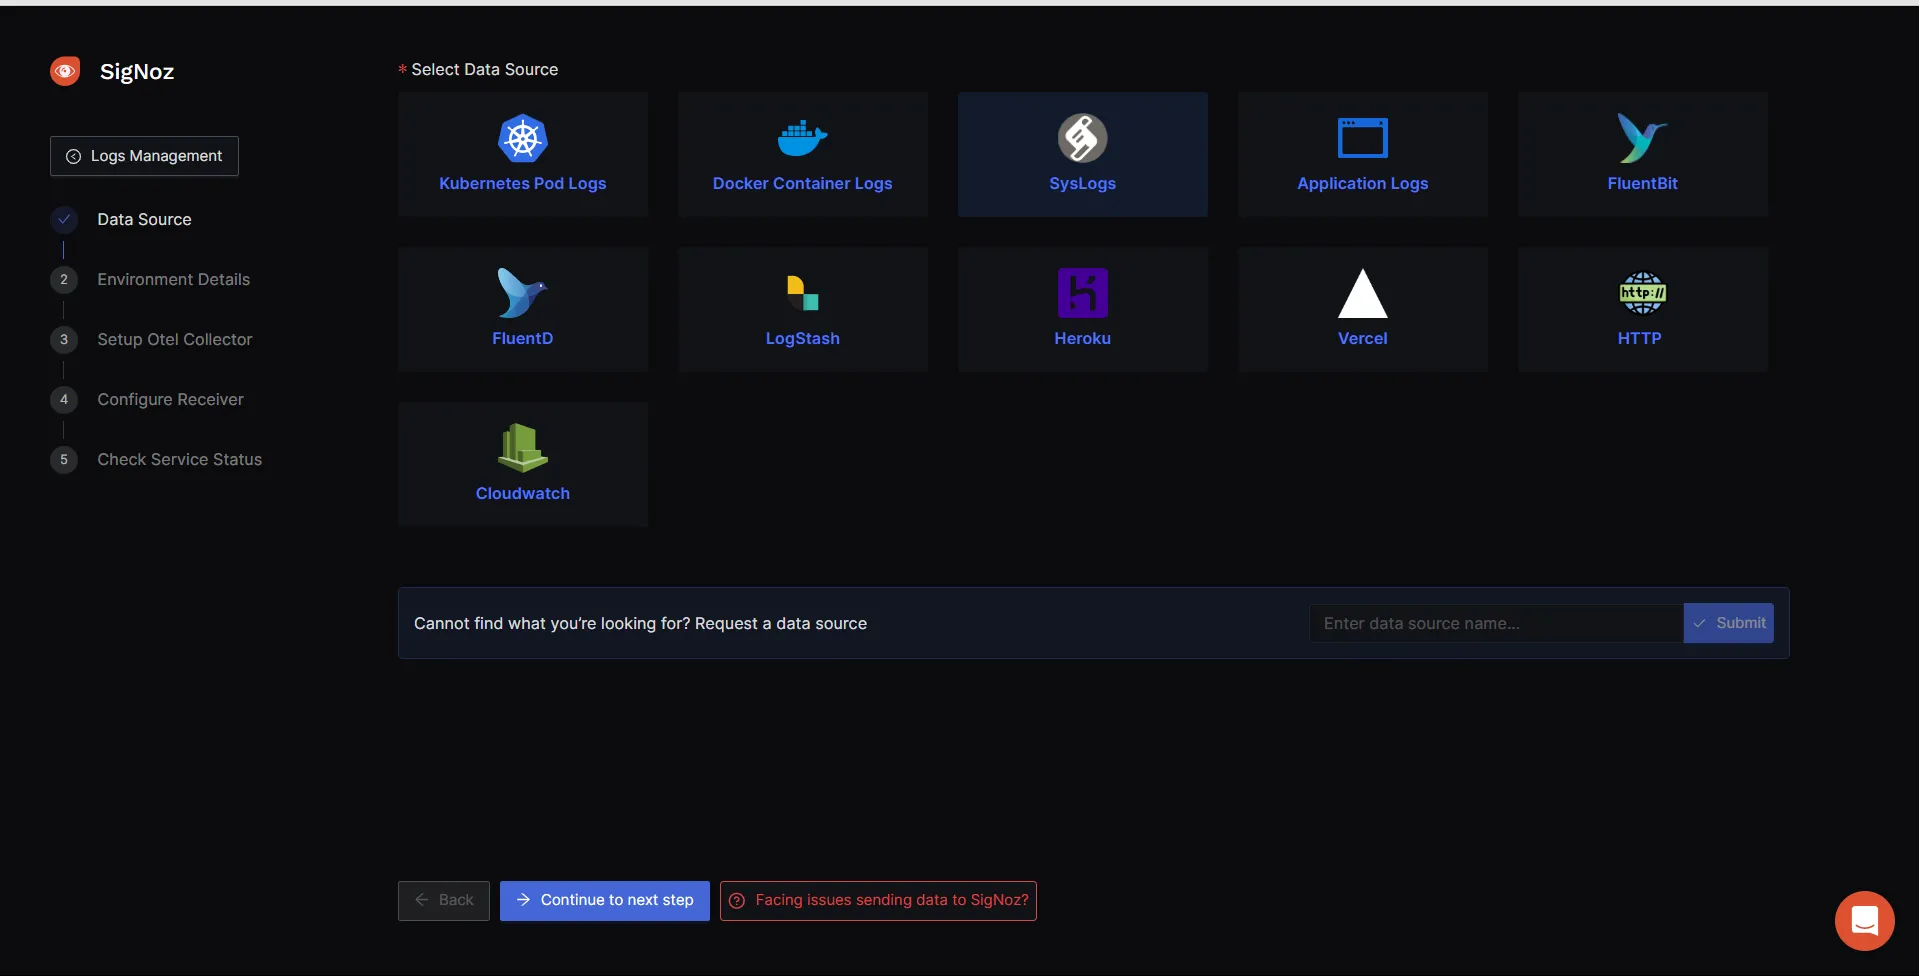 SigNoz
Logs Management
Data Source
2 Environment Details
3 Setup Otel Collector
4 Configure Receiver
5 Check Service Status
* Select Data Source
Kubernetes Pod Logs
Docker Container Logs
SysLogs
Application Logs
FluentBit
FluentD
LogStash
Heroku
Vercel
http://
HTTP
Cloudwatch
Cannot find what you’re looking for? Request a data source
Enter data source name...
Submit
Back
Continue to next step
Facing issues sending data to SigNoz?